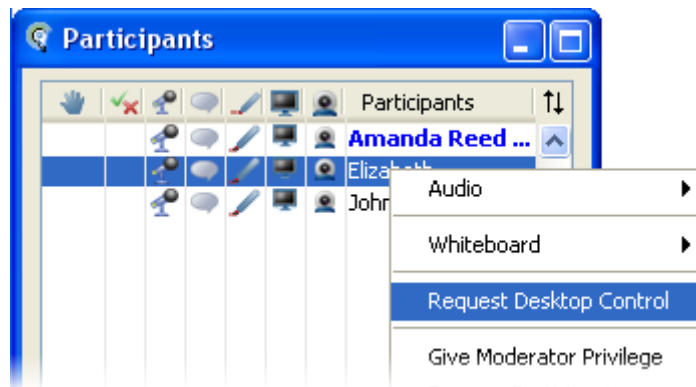 Participants
Participants
Amanda Reed ...
Elizabeth
John
Audio
Whiteboard
Request Desktop Control
Give Moderator Privilege